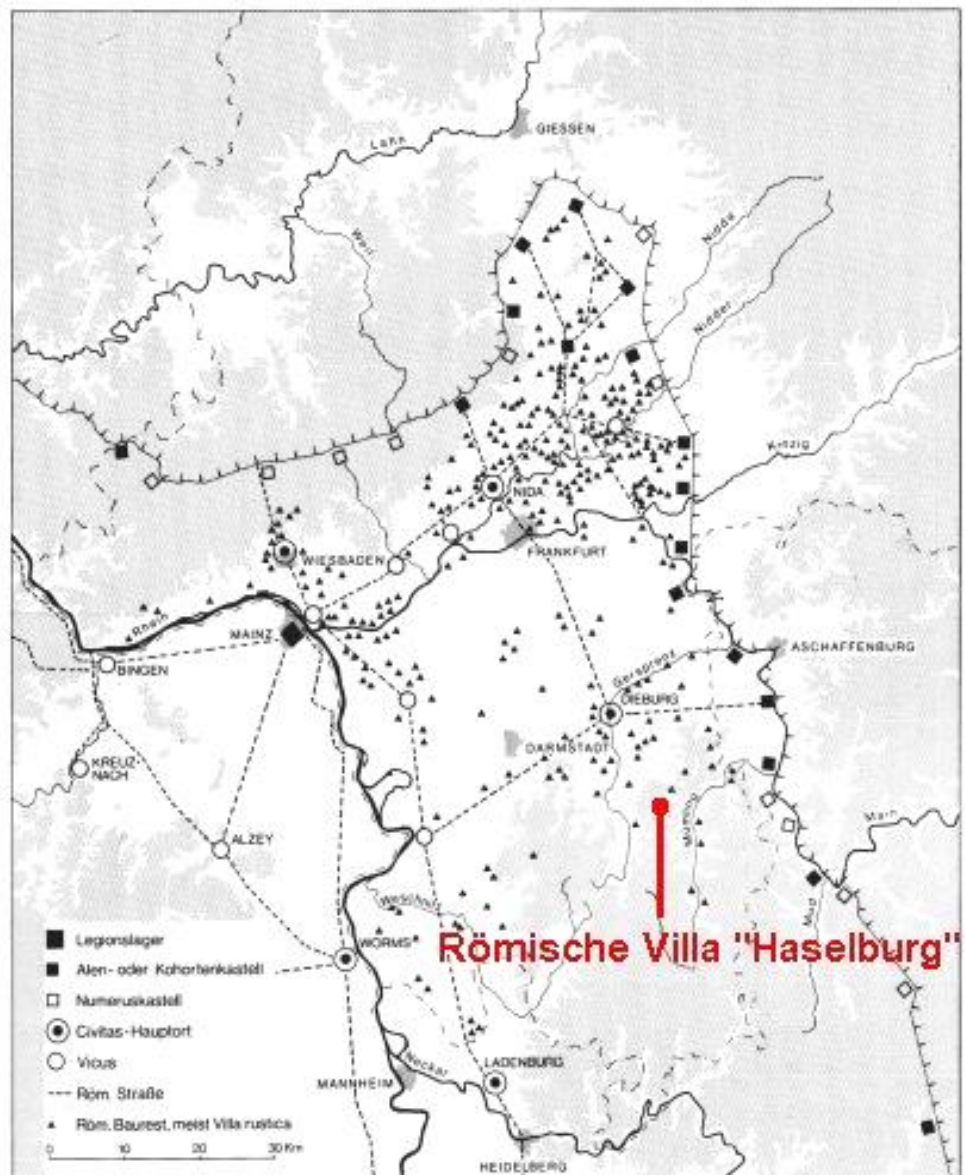 GIESSEN
Lahn
Weil
Nidda
Nidder
Kinzig
NIDA
FRANKFURT
WIESBADEN
Rhein
MAINZ
BINGEN
ASCHAFFENBURG
Gersprenz
DIEBURG
DARMSTADT
KREUZ-
NACH
ALZEY
Mümling
Main
Mud
Weschnitz
WORMS
Römische Villa "Haselburg"
Legionslager
Alen- oder Kohortenkastell
Numeruskastell
Civitas-Hauptort
Vicus
Röm. Straße
Röm. Baurest, meist Villa rustica
0 10 20 30 Km
Neckar
MANNHEIM
LADENBURG
HEIDELBERG